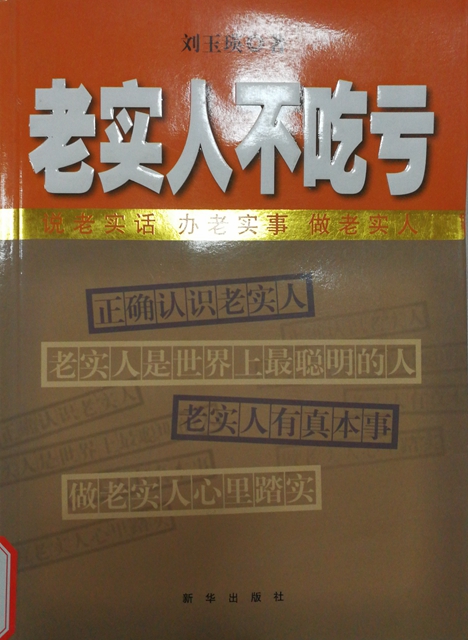 刘玉瑛
老实人不吃亏
说老实话 办老实事 做老实人
正确认识老实人
老实人是世界上最聪明的人
老实人有真本事
做老实人心里踏实
新华出版社